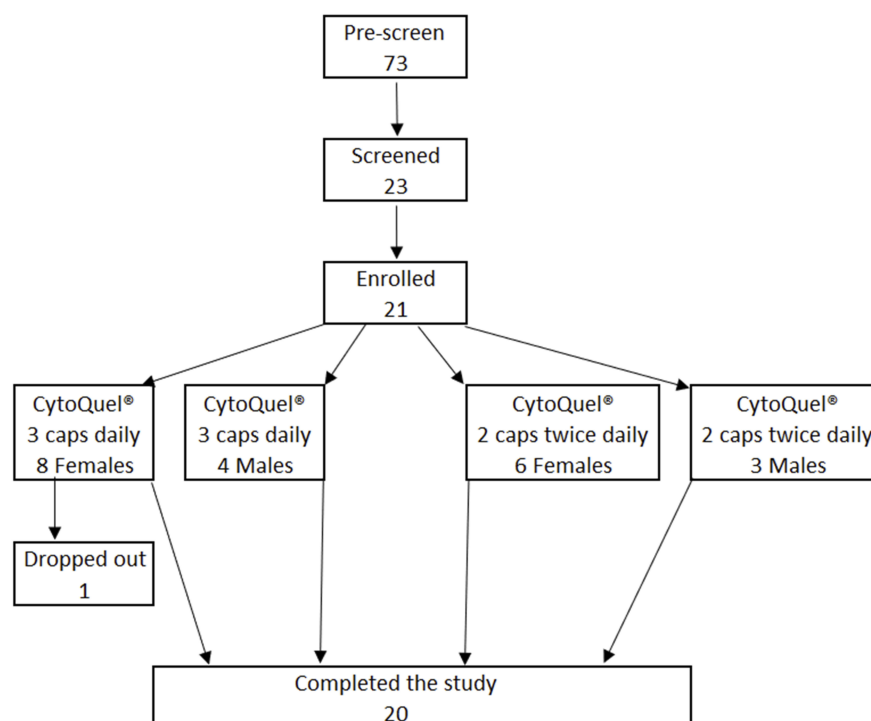 Pre-screen
73
Screened
23
Enrolled
21
CytoQuel®
3 caps daily
8 Females
CytoQuel®
3 caps daily
4 Males
CytoQuel®
2 caps twice daily
6 Females
CytoQuel®
2 caps twice daily
3 Males
Dropped out
1
Completed the study
20